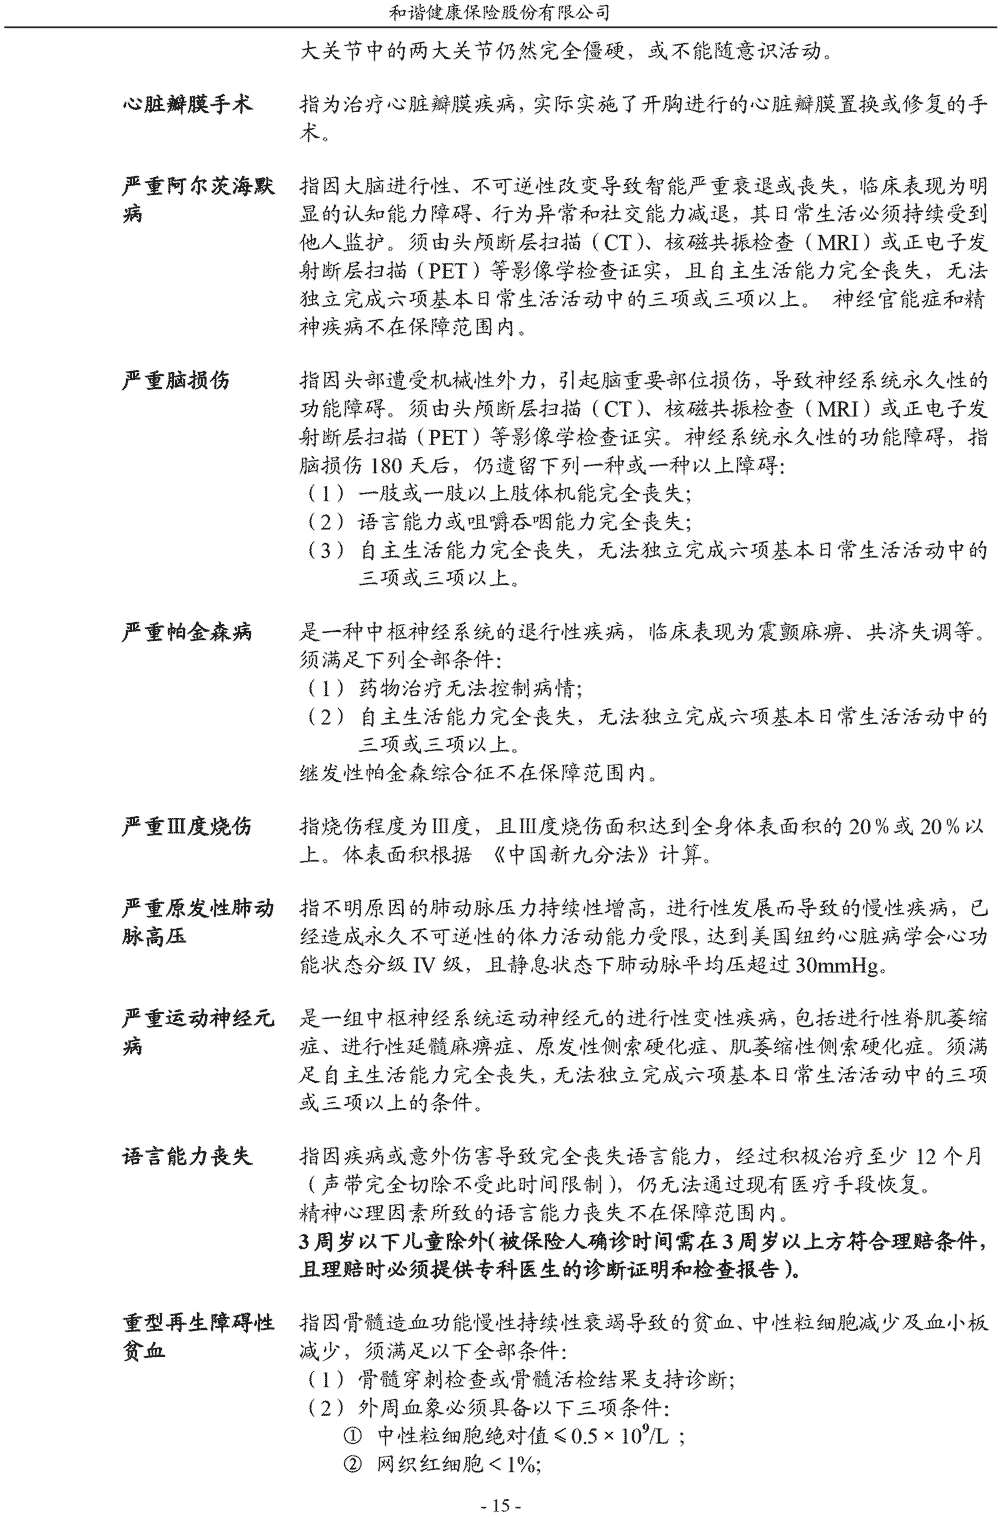 和谐健康保险股份有限公司
大关节中的两大关节仍然完全僵硬，或不能随意识活动。
心脏瓣膜手术 指为治疗心脏瓣膜疾病，实际实施了开胸进行的心脏瓣膜置换或修复的手
术。
严重阿尔茨海默 指因大脑进行性、不可逆性改变导致智能严重衰退或丧失，临床表现为明
病 显的认知能力障碍、行为异常和社交能力减退，其日常生活必须持续受到
他人监护。须由头颅断层扫描（CT）、核磁共振检查（MRI）或正电子发
射断层扫描（PET）等影像学检查证实，且自主生活能力完全丧失，无法
独立完成六项基本日常生活活动中的三项或三项以上。 神经官能症和精
神疾病不在保障范围内。
严重脑损伤 指因头部遭受机械性外力，引起脑重要部位损伤，导致神经系统永久性的
功能障碍。须由头颅断层扫描（CT）、核磁共振检查（MRI）或正电子发
射断层扫描（PET）等影像学检查证实。神经系统永久性的功能障碍，指
脑损伤 180 天后，仍遗留下列一种或一种以上障碍：
（1）一肢或一肢以上肢体机能完全丧失；
（2）语言能力或咀嚼吞咽能力完全丧失；
（3）自主生活能力完全丧失，无法独立完成六项基本日常生活活动中的
三项或三项以上。
严重帕金森病 是一种中枢神经系统的退行性疾病，临床表现为震颤麻痹、共济失调等。
须满足下列全部条件：
（1）药物治疗无法控制病情；
（2）自主生活能力完全丧失，无法独立完成六项基本日常生活活动中的
三项或三项以上。
继发性帕金森综合征不在保障范围内。
严重Ⅲ度烧伤 指烧伤程度为Ⅲ度，且Ⅲ度烧伤面积达到全身体表面积的 20％或 20％以
上。体表面积根据 《中国新九分法》计算。
严重原发性肺动 指不明原因的肺动脉压力持续性增高，进行性发展而导致的慢性疾病，已
脉高压 经造成永久不可逆性的体力活动能力受限，达到美国纽约心脏病学会心功
能状态分级 IV 级，且静息状态下肺动脉平均压超过 30mmHg。
严重运动神经元 是一组中枢神经系统运动神经元的进行性变性疾病，包括进行性脊肌萎缩
病 症、进行性延髓麻痹症、原发性侧索硬化症、肌萎缩性侧索硬化症。须满
足自主生活能力完全丧失，无法独立完成六项基本日常生活活动中的三项
或三项以上的条件。
语言能力丧失 指因疾病或意外伤害导致完全丧失语言能力，经过积极治疗至少 12 个月
（声带完全切除不受此时间限制），仍无法通过现有医疗手段恢复。
精神心理因素所致的语言能力丧失不在保障范围内。
3 周岁以下儿童除外（被保险人确诊时间需在 3 周岁以上方符合理赔条件，
且理赔时必须提供专科医生的诊断证明和检查报告）。
重型再生障碍性 指因骨髓造血功能慢性持续性衰竭导致的贫血、中性粒细胞减少及血小板
贫血 减少，须满足以下全部条件：
（1）骨髓穿刺检查或骨髓活检结果支持诊断；
（2）外周血象必须具备以下三项条件：
① 中性粒细胞绝对值≤0.5×10⁹/L ；
② 网织红细胞＜1%;
- 15 -